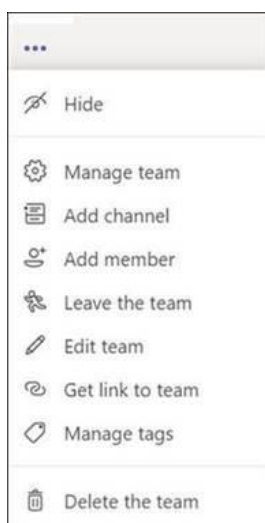 Hide
Manage team
Add channel
Add member
Leave the team
Edit team
Get link to team
Manage tags
Delete the team